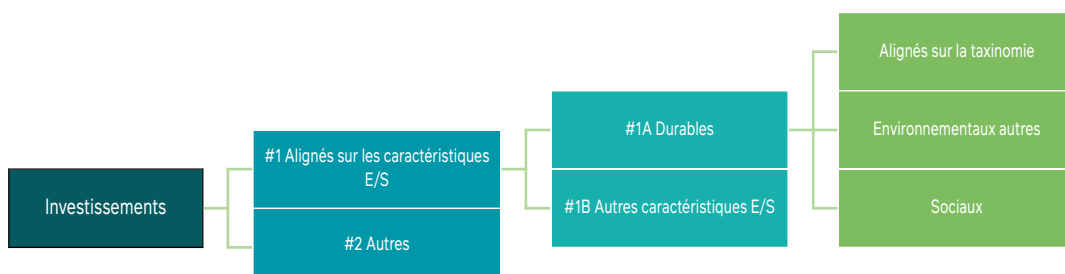 Investissements
#1 Alignés sur les caractéristiques
E/S
#2 Autres
#1A Durables
#1B Autres caractéristiques E/S
Alignés sur la taxinomie
Environnementaux autres
Sociaux